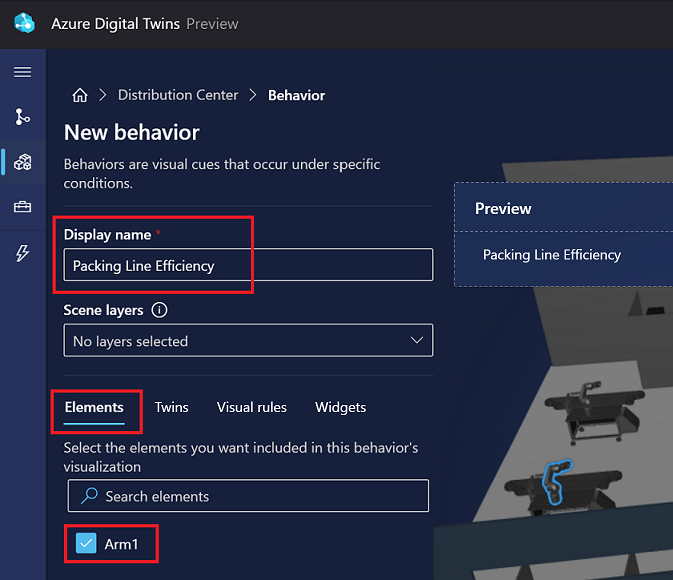 Azure Digital Twins Preview
Distribution Center Behavior
New behavior
Behaviors are visual cues that occur under specific
conditions.
Display name *
Packing Line Efficiency
Scene layers
No layers selected
Elements Twins Visual rules Widgets
Select the elements you want included in this behavior's
visualization
Search elements
Arm1
Preview
Packing Line Efficiency